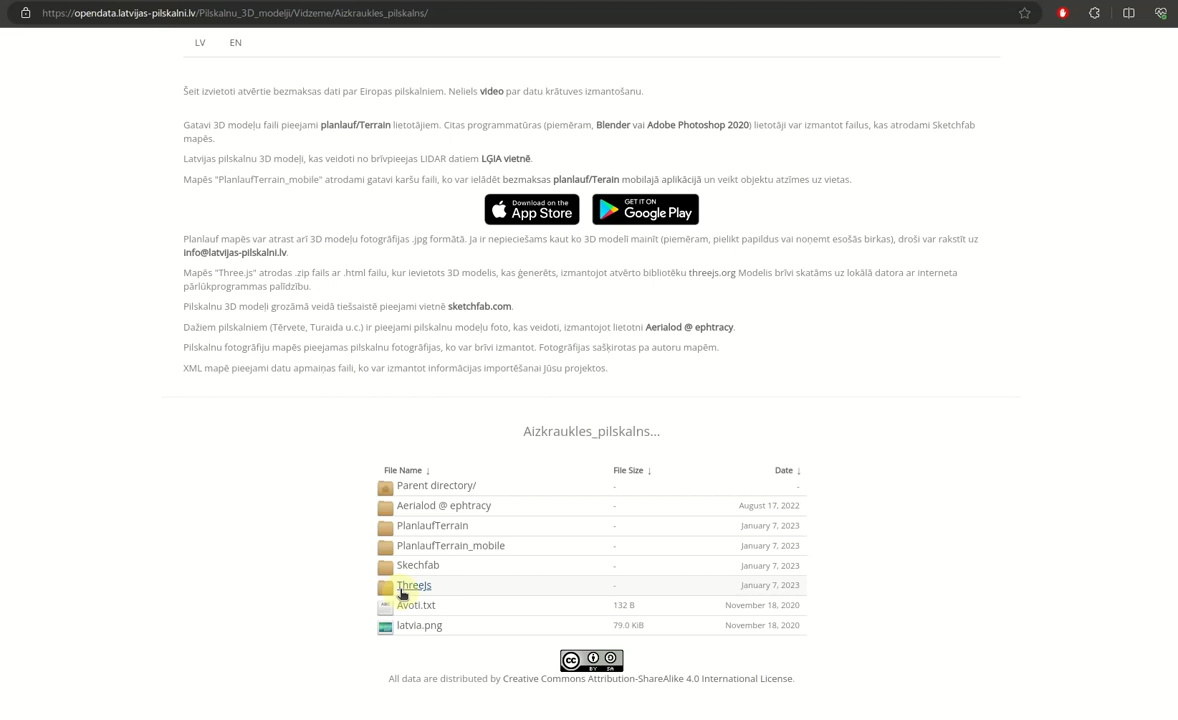 https://opendata.latvijas-pilskalni.lv/Pilskalnu_3D_modelji/Vidzeme/Aizkraukles_pilskalns/
LV EN
Šeit izvietoti atvērtie bezmaksas dati par Eiropas pilskalniem. Neliels video par datu krātuves izmantošanu.
Gatavi 3D modeļu faili pieejami planlauf/Terrain lietotājiem. Citas programmatūras (piemēram, Blender vai Adobe Photoshop 2020) lietotāji var izmantot failus, kas atrodami Sketchfab
mapēs.
Latvijas pilskalnu 3D modeļi, kas veidoti no brīvpieejas LiDAR datiem LĢIA vietnē.
Mapēs "PlanlaufTerrain_mobile" atrodami gatavi karšu faili, ko var ielādēt bezmaksas planlauf/Terain mobilajā aplikācijā un veikt objektu atzīmes uz vietas.
Download on the
App Store
GET IT ON
Google Play
Planlauf mapēs var atrast arī 3D modeļu fotogrāfijas .jpg formātā. Ja ir nepieciešams kaut ko 3D modelī mainīt (piemēram, pielikt papildus vai noņemt esošās birkas), droši var rakstīt uz
info@latvijas-pilskalni.lv.
Mapēs "Three.js" atrodas .zip fails ar .html failu, kur ievietots 3D modelis, kas ģenerēts, izmantojot atvērto bibliotēku threejs.org Modelis brīvi skatāms uz lokālā datora ar interneta
pārlūkprogrammas palīdzību.
Pilskalnu 3D modeļi grozāmā veidā tiešsaistē pieejami vietnē sketchfab.com.
Dažiem pilskalniem (Tērvete, Turaida u.c.) ir pieejami pilskalnu modeļu foto, kas veidoti, izmantojot lietotni Aerialod @ ephtracy.
Pilskalnu fotogrāfiju mapēs pieejamas pilskalnu fotogrāfijas, ko var brīvi izmantot. Fotogrāfijas sašķirotas pa autoru mapēm.
XML mapē pieejami datu apmaiņas faili, ko var izmantot informācijas importēšanai Jūsu projektos.
Aizkraukles_pilskalns...
File Name ↓ File Size ↓ Date ↓
Parent directory/ - -
Aerialod @ ephtracy - August 17, 2022
PlanlaufTerrain - January 7, 2023
PlanlaufTerrain_mobile - January 7, 2023
Skechfab - January 7, 2023
ThreeJs - January 7, 2023
Avoti.txt 132 B November 18, 2020
latvia.png 79.0 KiB November 18, 2020
cc BY SA
All data are distributed by Creative Commons Attribution-ShareAlike 4.0 International License.